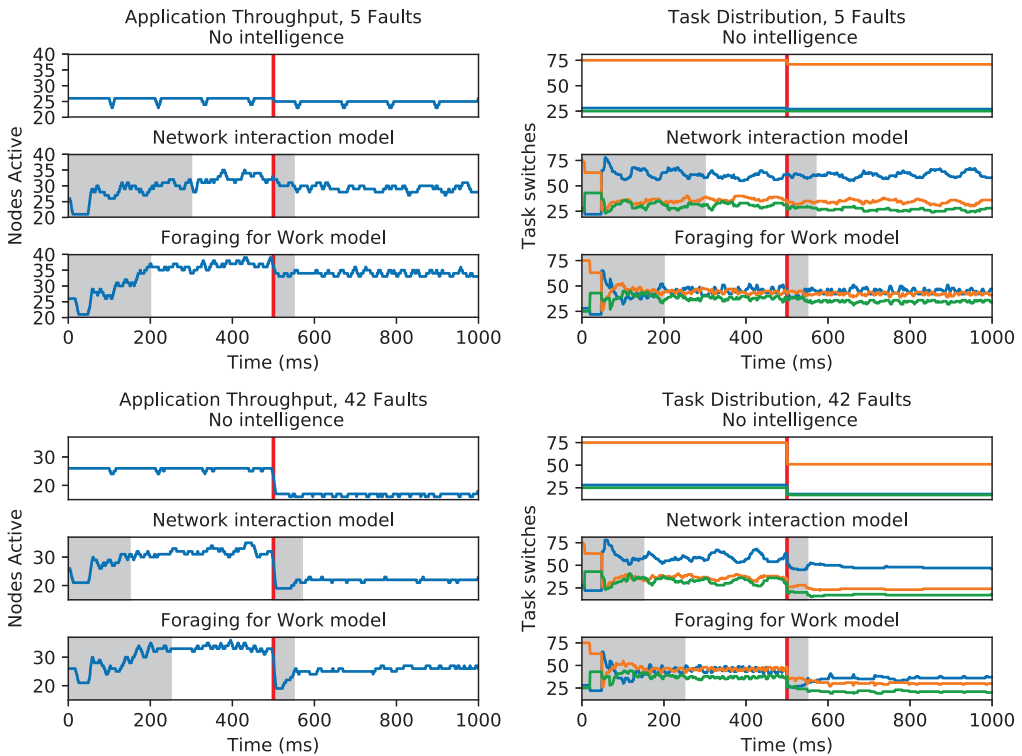 Application Throughput, 5 Faults
No intelligence
40
35
30
25
20
Network interaction model
40
35
30
25
20
Nodes Active
Foraging for Work model
40
35
30
25
20
0 200 400 600 800 1000
Time (ms)
Task Distribution, 5 Faults
No intelligence
75
50
25
Network interaction model
75
50
25
Task switches
Foraging for Work model
75
50
25
0 200 400 600 800 1000
Time (ms)
Application Throughput, 42 Faults
No intelligence
30
20
Network interaction model
30
20
Nodes Active
Foraging for Work model
30
20
0 200 400 600 800 1000
Time (ms)
Task Distribution, 42 Faults
No intelligence
75
50
25
Network interaction model
75
50
25
Task switches
Foraging for Work model
75
50
25
0 200 400 600 800 1000
Time (ms)